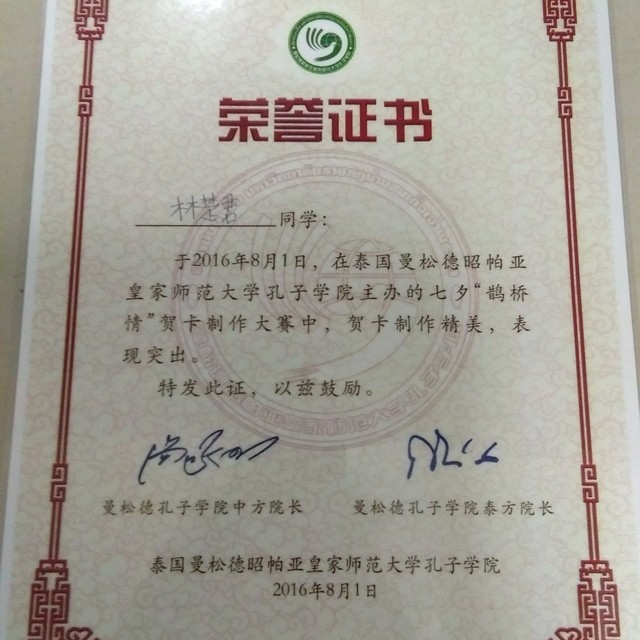 荣誉证书
林若君同学：
于2016年8月1日，在泰国曼松德昭帕亚
皇家师范大学孔子学院主办的七夕“鹊桥
情”贺卡制作大赛中，贺卡制作精美，表
现突出。
特发此证，以兹鼓励。
曼松德孔子学院中方院长 曼松德孔子学院泰方院长
泰国曼松德昭帕亚皇家师范大学孔子学院
2016年8月1日